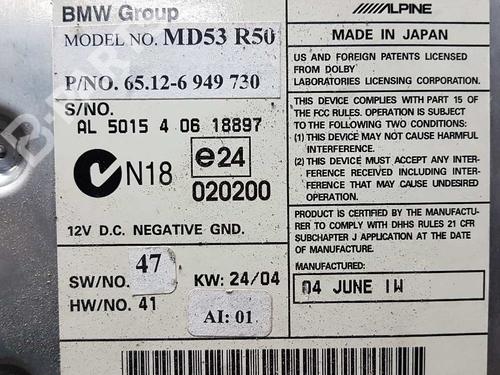 BMW Group
MODEL NO. MD53 R50
P/NO. 65.12-6 949 730
S/NO.
AL 5015 4 06 18897
N18
e24
020200
12V D.C. NEGATIVE GND.
SW/NO. 47
KW: 24/04
HW/NO. 41
AI: 01
ALPINE
MADE IN JAPAN
US AND FOREIGN PATENTS LICENSED
FROM DOLBY
LABORATORIES LICENSING CORPORATION.
THIS DEVICE COMPLIES WITH PART 15 OF
THE FCC RULES. OPERATION IS SUBJECT TO
THE FOLLOWING TWO CONDITIONS:
(1) THIS DEVICE MAY NOT CAUSE HARMFUL
INTERFERENCE.
(2) THIS DEVICE MUST ACCEPT ANY INTER-
FERENCE RECEIVED INCLUDING INTER-
FERENCE THAT MAY CAUSE UNDESIRED
OPERATION.
PRODUCT IS CERTIFIED BY THE MANUFACTU-
RER TO COMPLY WITH DHHS RULES 21 CFR
SUBCHAPTER J APPLICATION AT THE DATE
OF MANUFACTURE.
MANUFACTURED:
04 JUNE IW